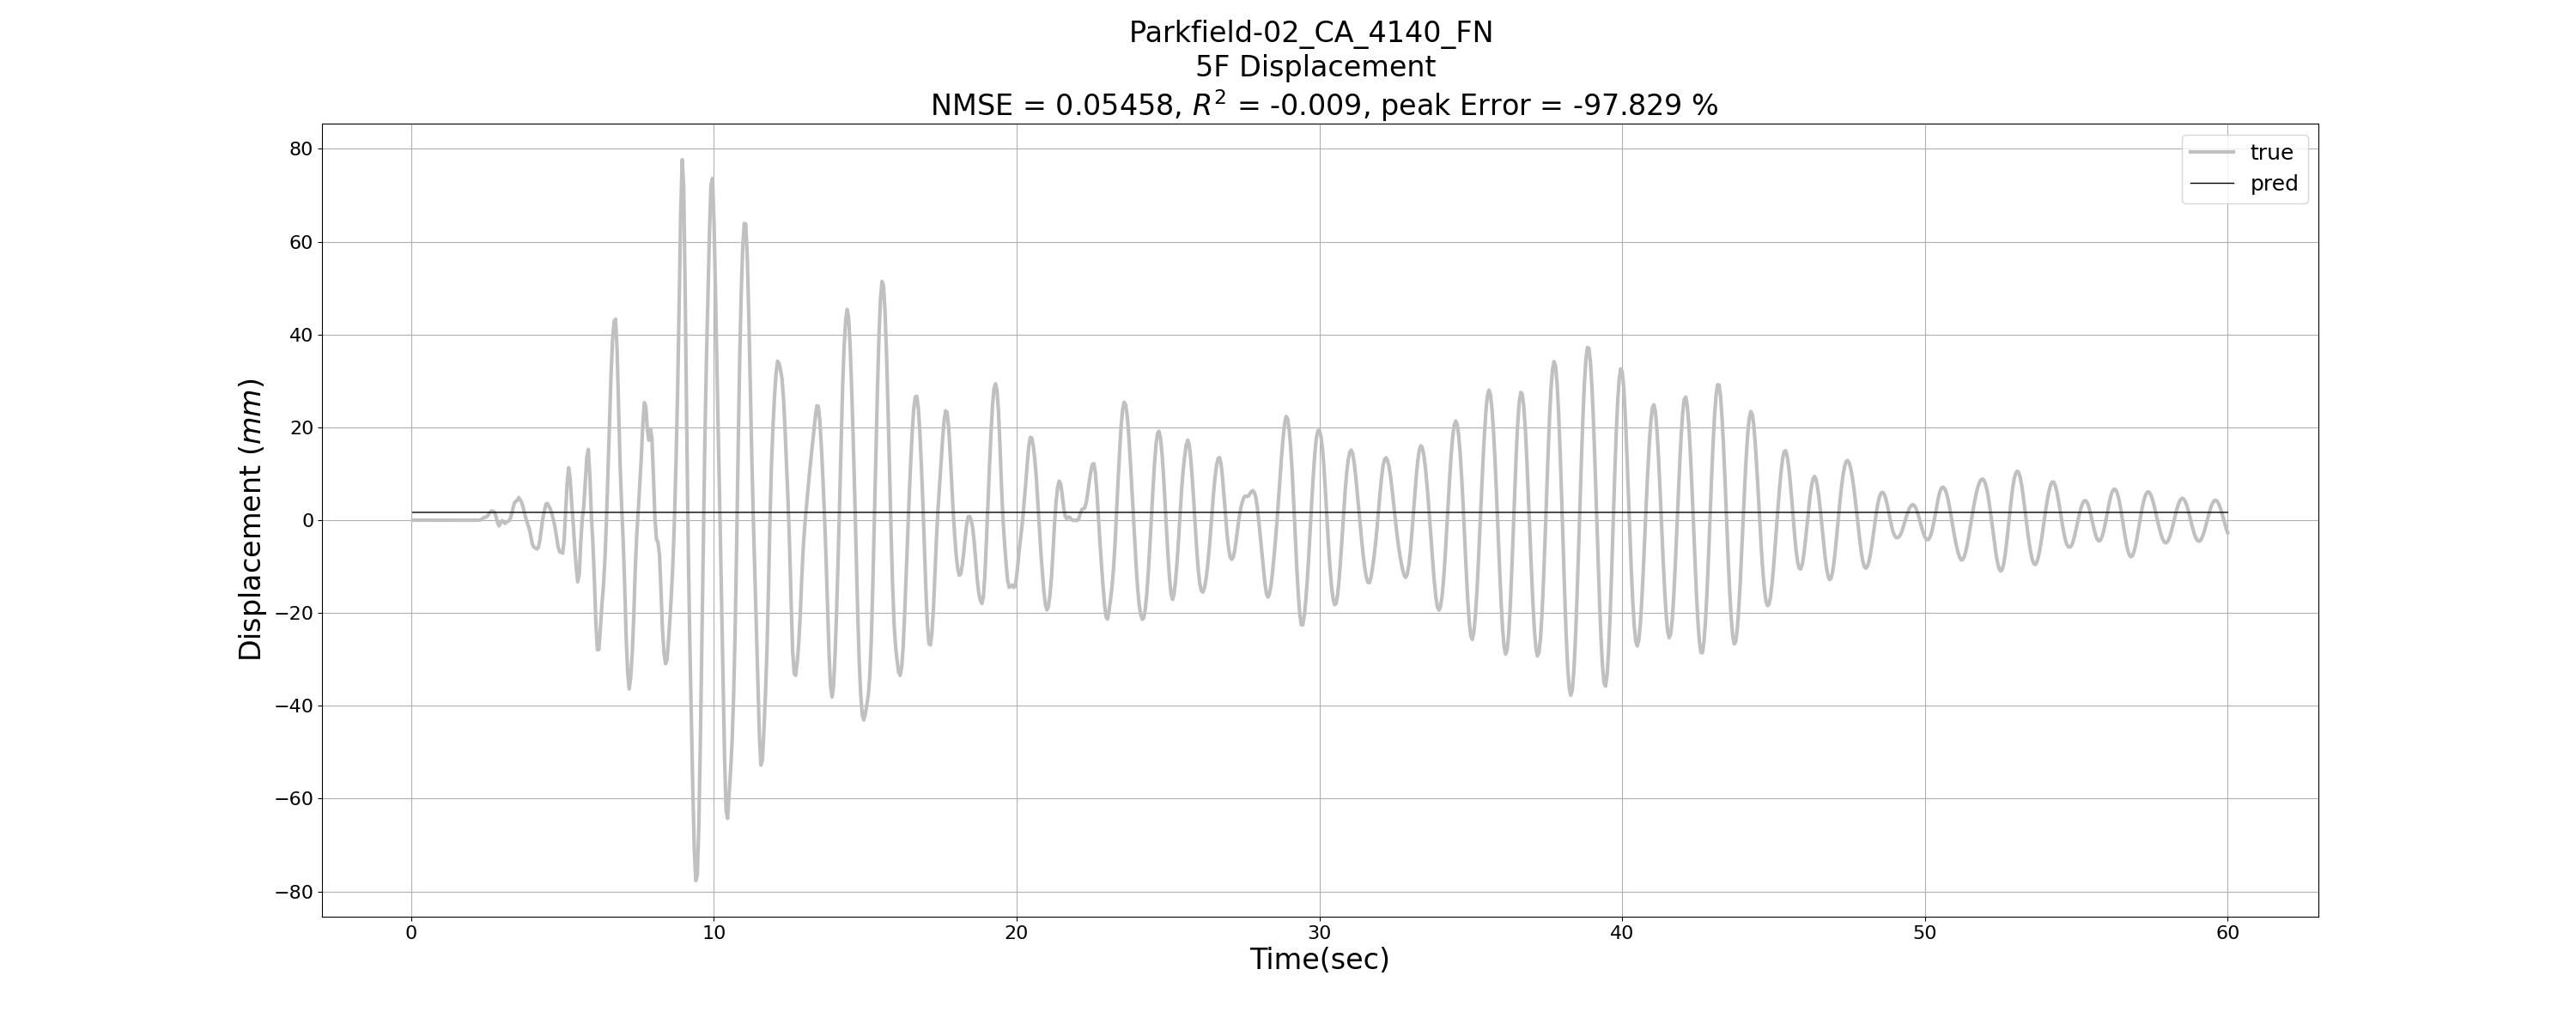 Parkfield-02_CA_4140_FN
5F Displacement
NMSE = 0.05458, R² = -0.009, peak Error = -97.829 %
true
pred
80
60
40
20
0
−20
−40
−60
−80
Displacement (mm)
0 10 20 30 40 50 60
Time(sec)